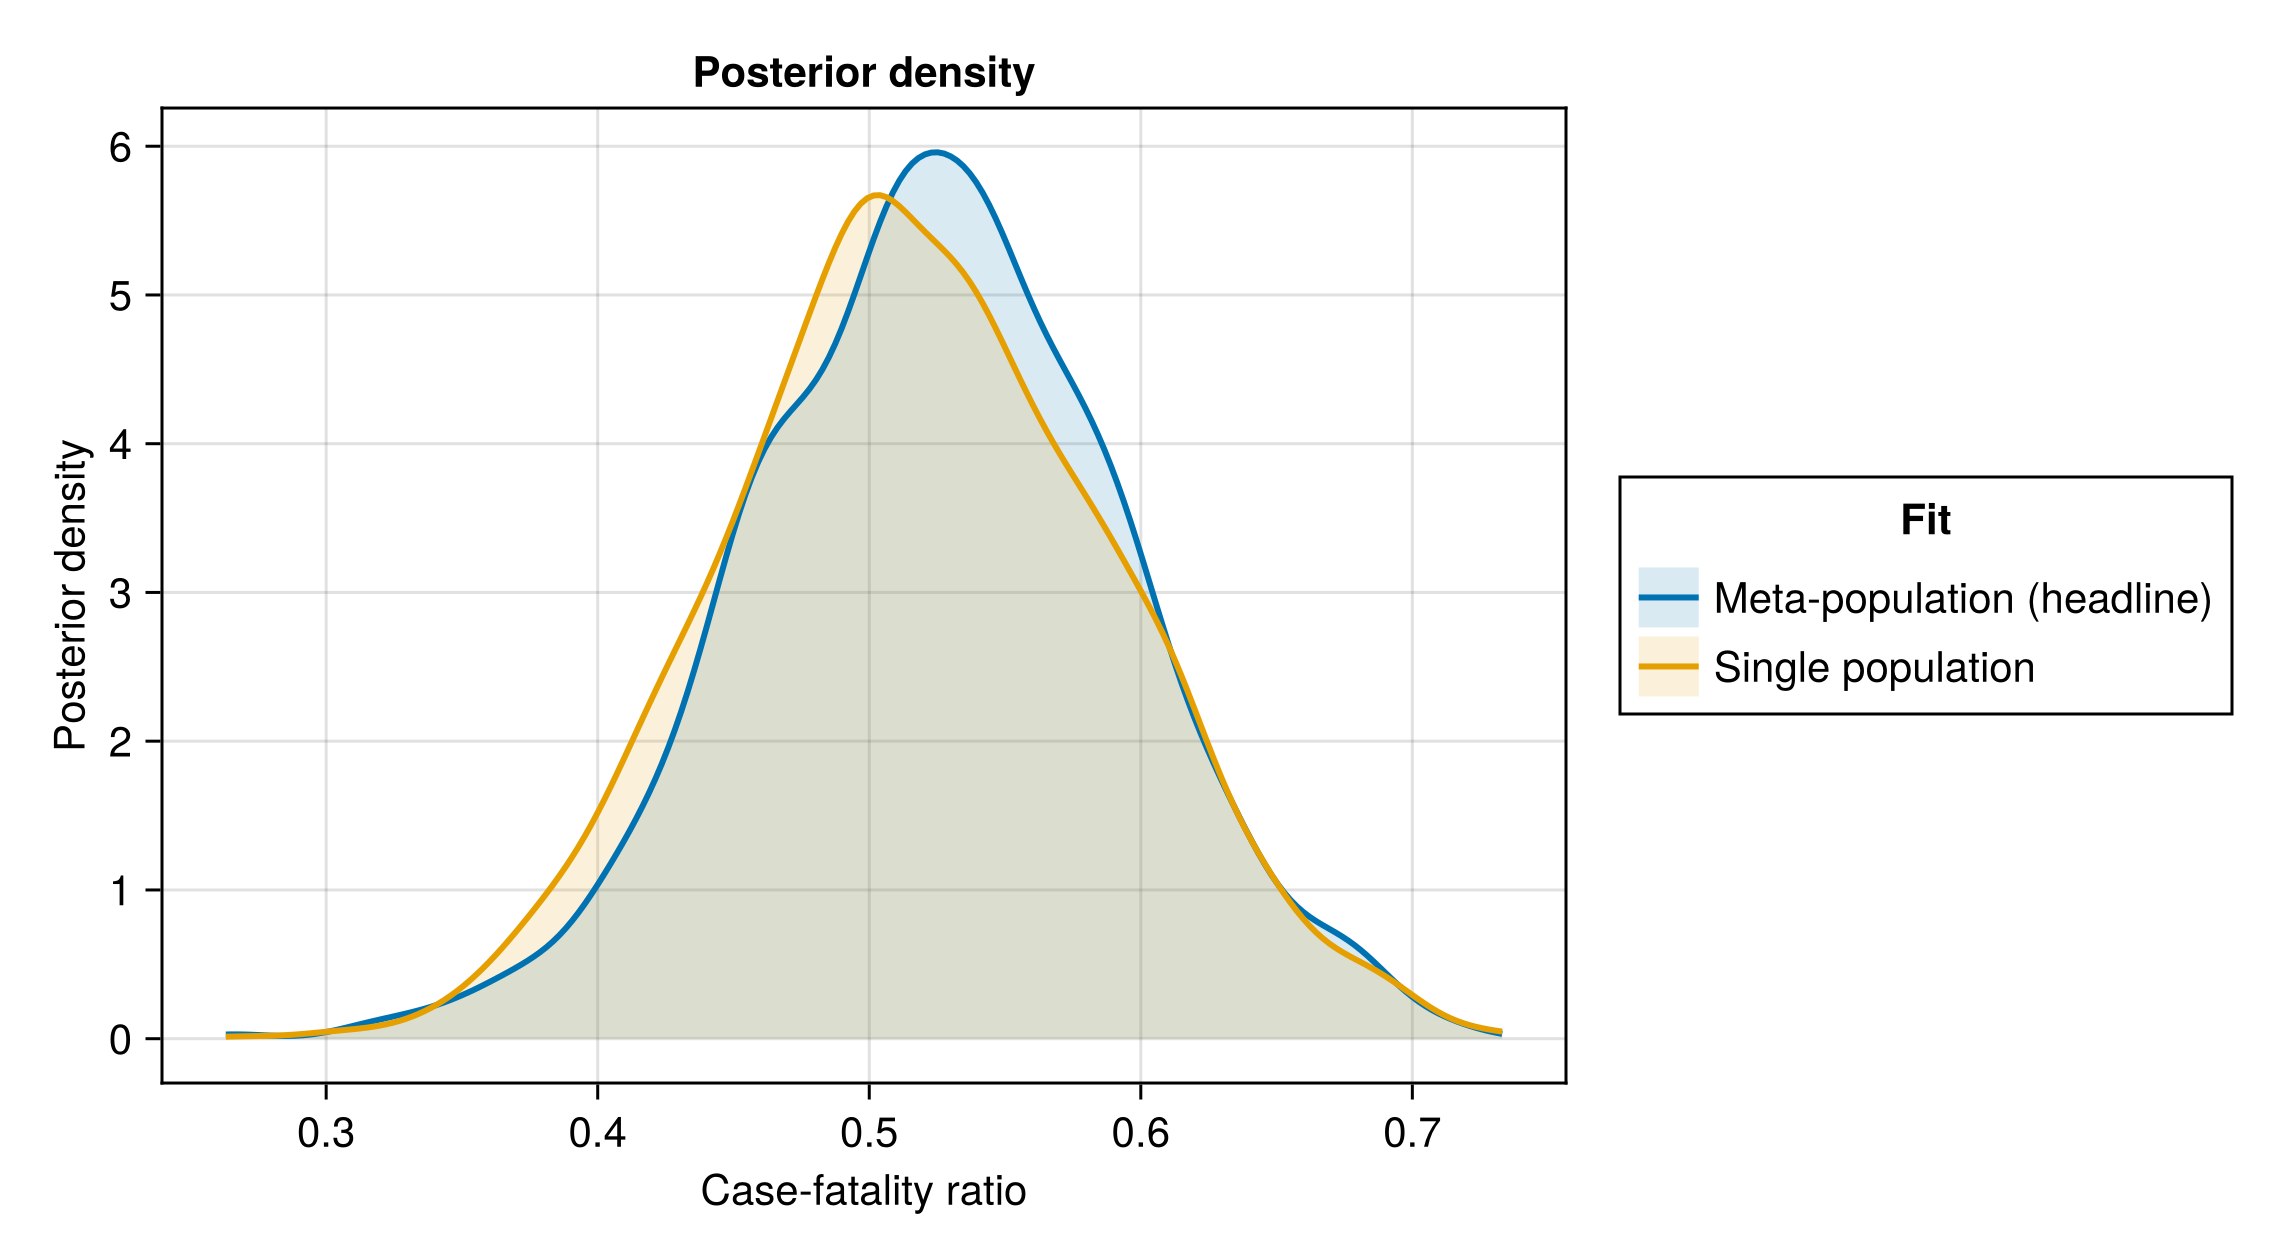 Posterior density
Posterior density
6
5
4
3
2
1
0
0.3 0.4 0.5 0.6 0.7
Case-fatality ratio
Fit
Meta-population (headline)
Single population